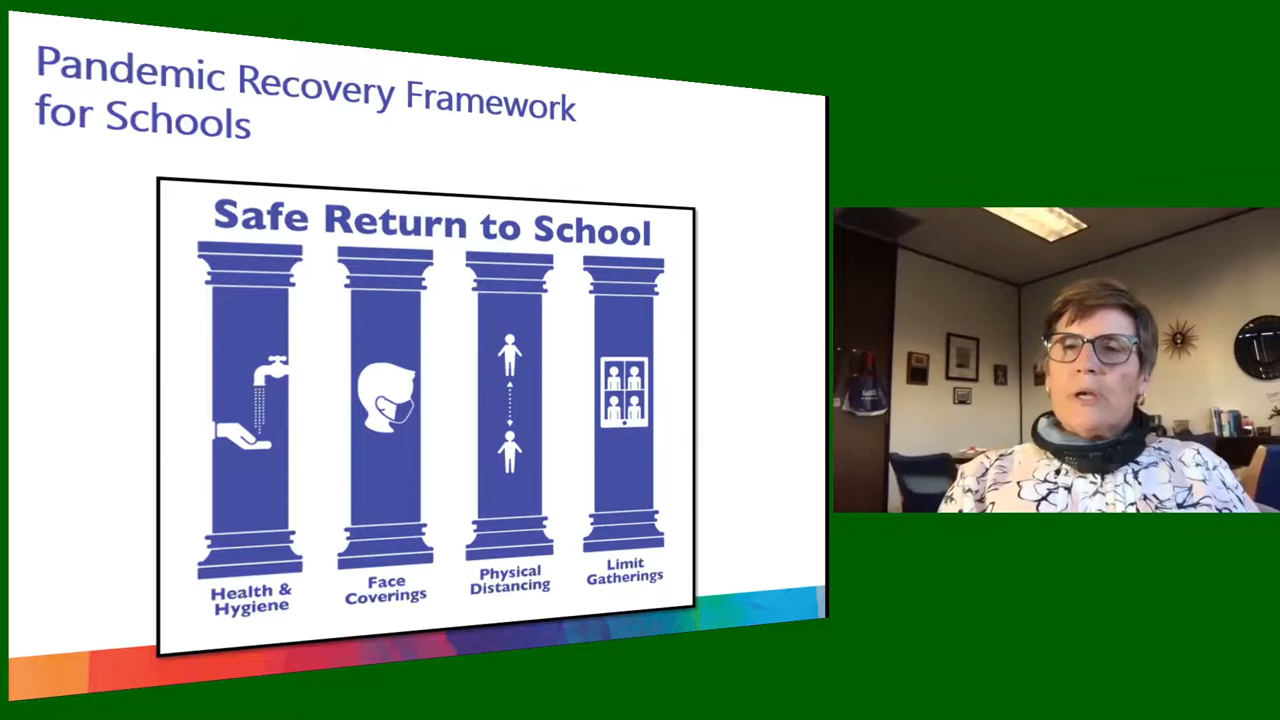 Pandemic Recovery Framework
for Schools
Safe Return to School
Health &
Hygiene
Face
Coverings
Physical
Distancing
Limit
Gatherings